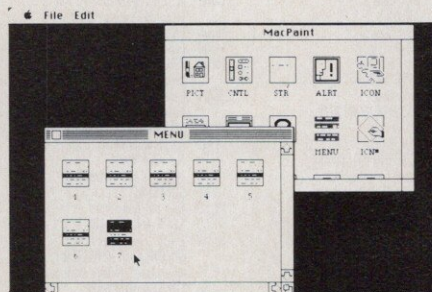 File Edit
MacPaint
PICT CNTL STR ALRT ICON
MENU ICN#
MENU
1 2 3 4 5
6 7